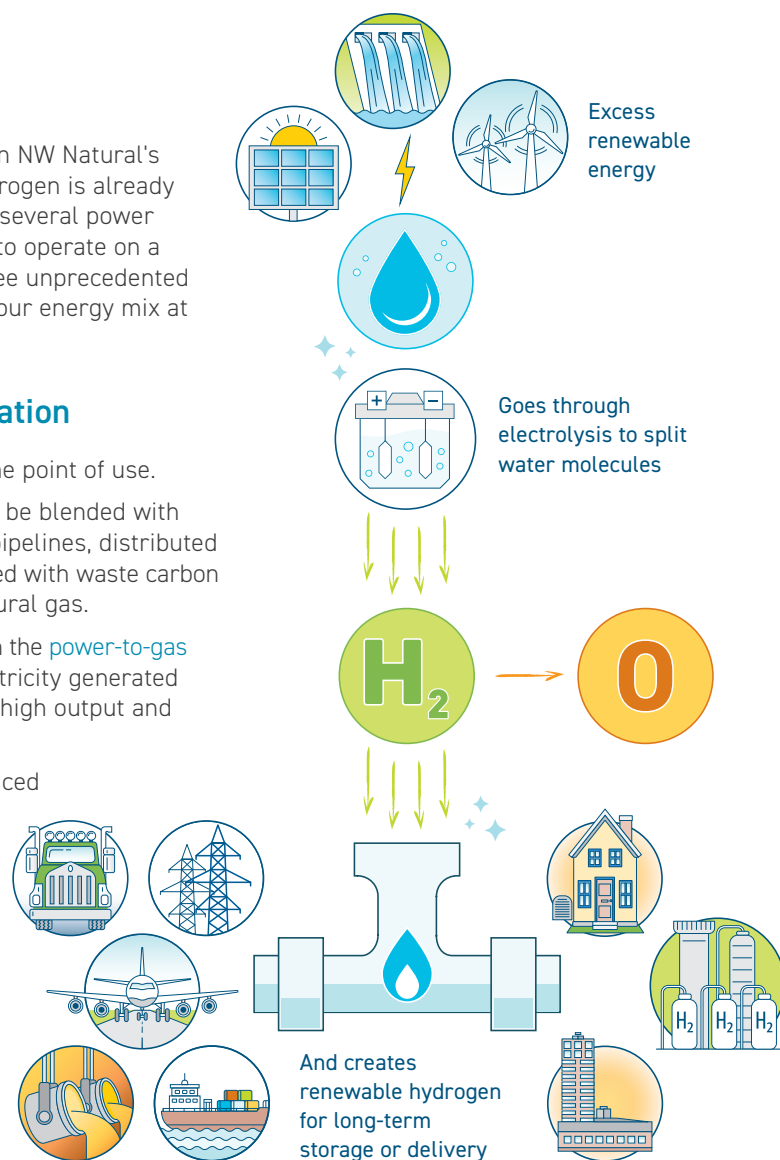 n NW Natural's
rogen is already
several power
to operate on a
ee unprecedented
our energy mix at
ation
ne point of use.
be blended with
pipelines, distributed
ed with waste carbon
ural gas.
n the power-to-gas
tricity generated
high output and
ced
Excess
renewable
energy
+ −
Goes through
electrolysis to split
water molecules
H₂
O
H₂ H₂ H₂
And creates
renewable hydrogen
for long-term
storage or delivery